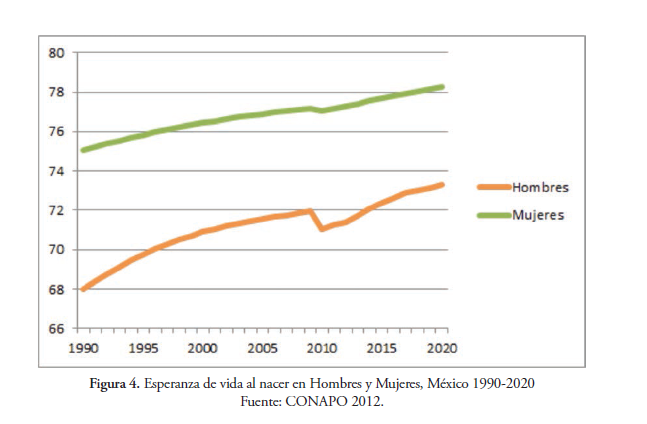 80
78
76
74
72
70
68
66
1990 1995 2000 2005 2010 2015 2020
Hombres
Mujeres
Figura 4. Esperanza de vida al nacer en Hombres y Mujeres, México 1990-2020
Fuente: CONAPO 2012.